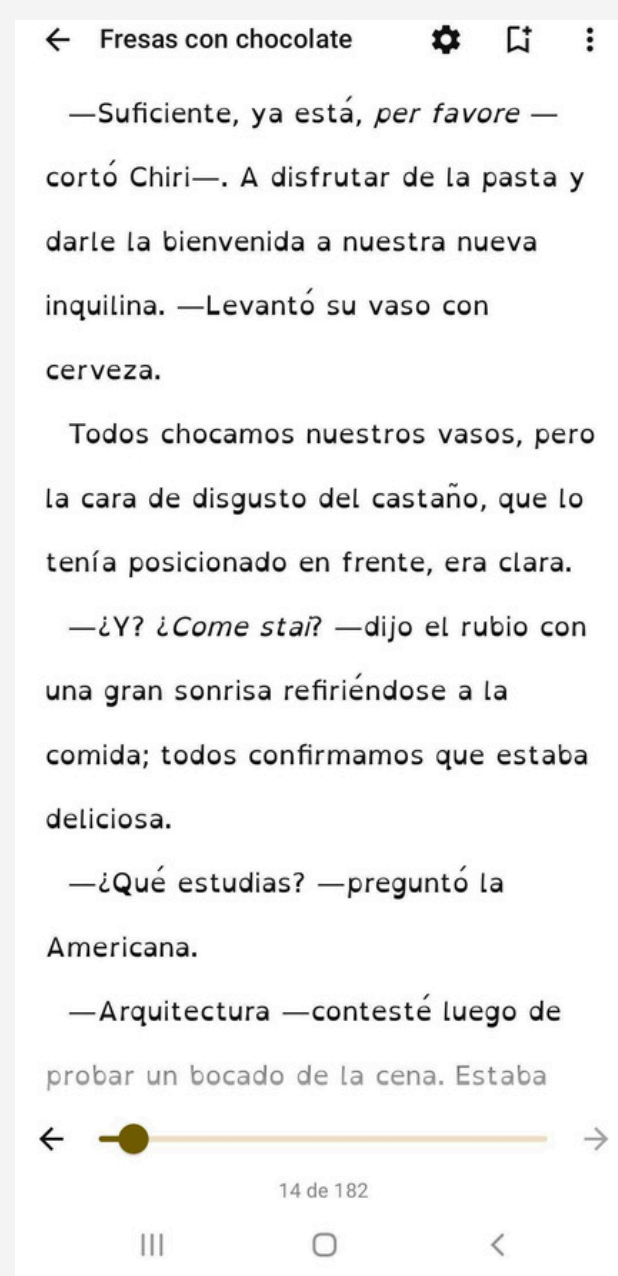 Fresas con chocolate
—Suficiente, ya está, per favore —
cortó Chiri—. A disfrutar de la pasta y
darle la bienvenida a nuestra nueva
inquilina. —Levantó su vaso con
cerveza.
Todos chocamos nuestros vasos, pero
la cara de disgusto del castaño, que lo
tenía posicionado en frente, era clara.
—¿Y? ¿Come stai? —dijo el rubio con
una gran sonrisa refiriéndose a la
comida; todos confirmamos que estaba
deliciosa.
—¿Qué estudias? —preguntó la
Americana.
—Arquitectura —contesté luego de
probar un bocado de la cena. Estaba
14 de 182